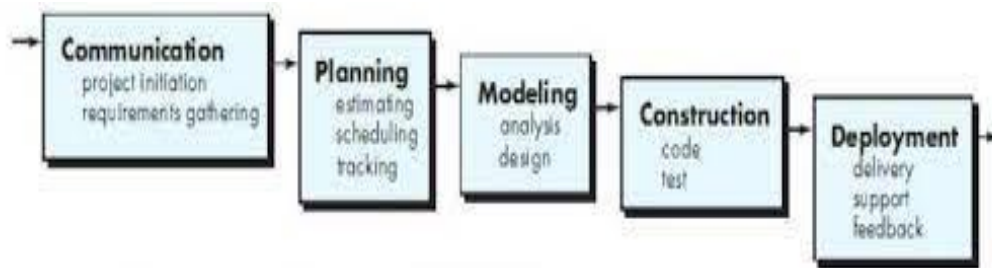 Communication
project initiation
requirements gathering
Planning
estimating
scheduling
tracking
Modeling
analysis
design
Construction
code
test
Deployment
delivery
support
feedback